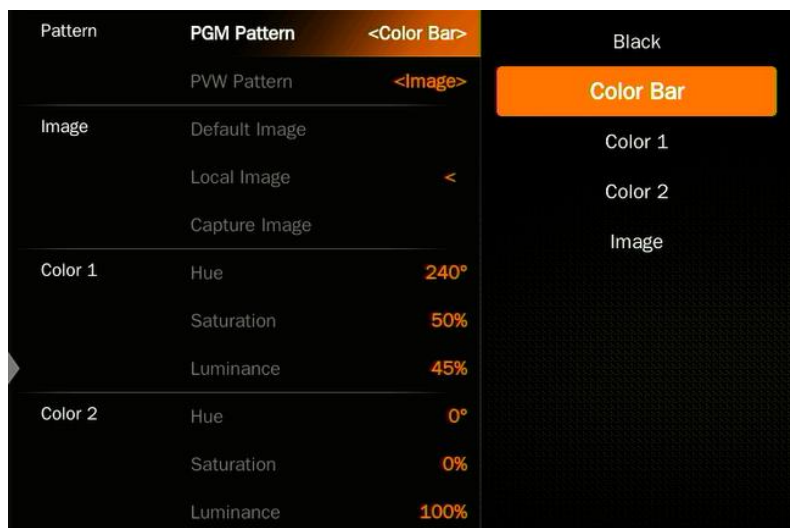 Pattern PGM Pattern <Color Bar>
PVW Pattern <Image>
Image Default Image
Local Image <
Capture Image
Color 1 Hue 240°
Saturation 50%
Luminance 45%
Color 2 Hue 0°
Saturation 0%
Luminance 100%
Black
Color Bar
Color 1
Color 2
Image